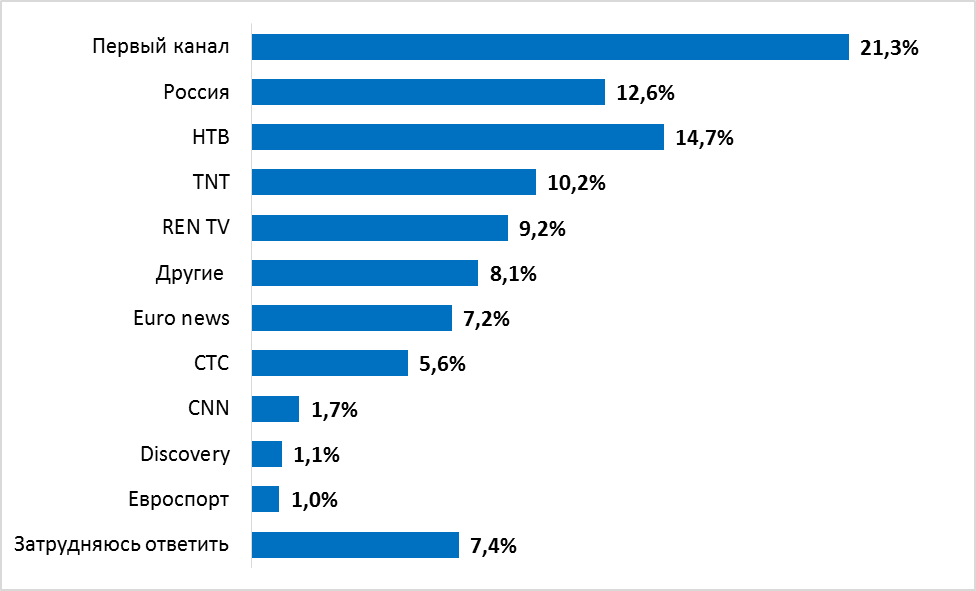 Первый канал 21,3%
Россия 12,6%
НТВ 14,7%
TNT 10,2%
REN TV 9,2%
Другие 8,1%
Euro news 7,2%
СТС 5,6%
CNN 1,7%
Discovery 1,1%
Евроспорт 1,0%
Затрудняюсь ответить 7,4%